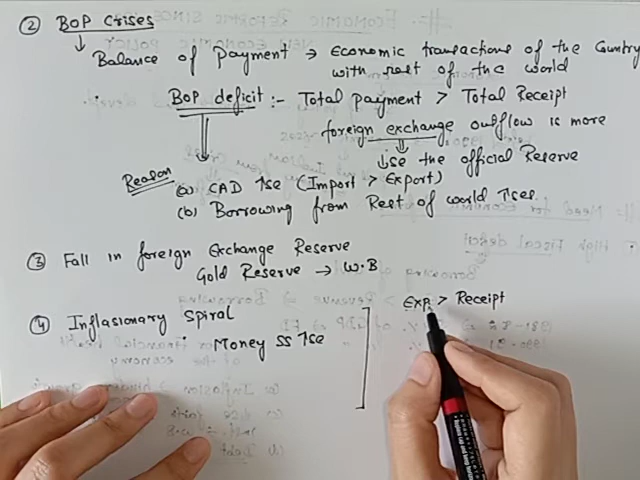 ② BOP Crises
Balance of Payment → Economic transactions of the Country
with rest of the world
BOP deficit :- Total payment > Total Receipt
foreign exchange outflow is more
↓se the official Reserve
Reason
(a) CAD ↑se (Import > Export)
(b) Borrowing from Rest of world ↑ses.
③ Fall in foreign Exchange Reserve
Gold Reserve → W.B
④ Inflasionary Spiral
Money SS ↑se
Exp. > Receipt